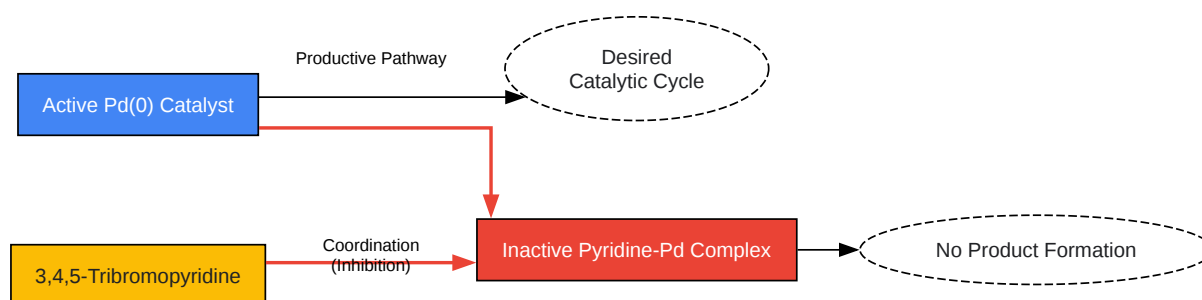 Productive Pathway
Desired
Catalytic Cycle
Active Pd(0) Catalyst
Coordination
(Inhibition)
Inactive Pyridine-Pd Complex
No Product Formation
3,4,5-Tribromopyridine